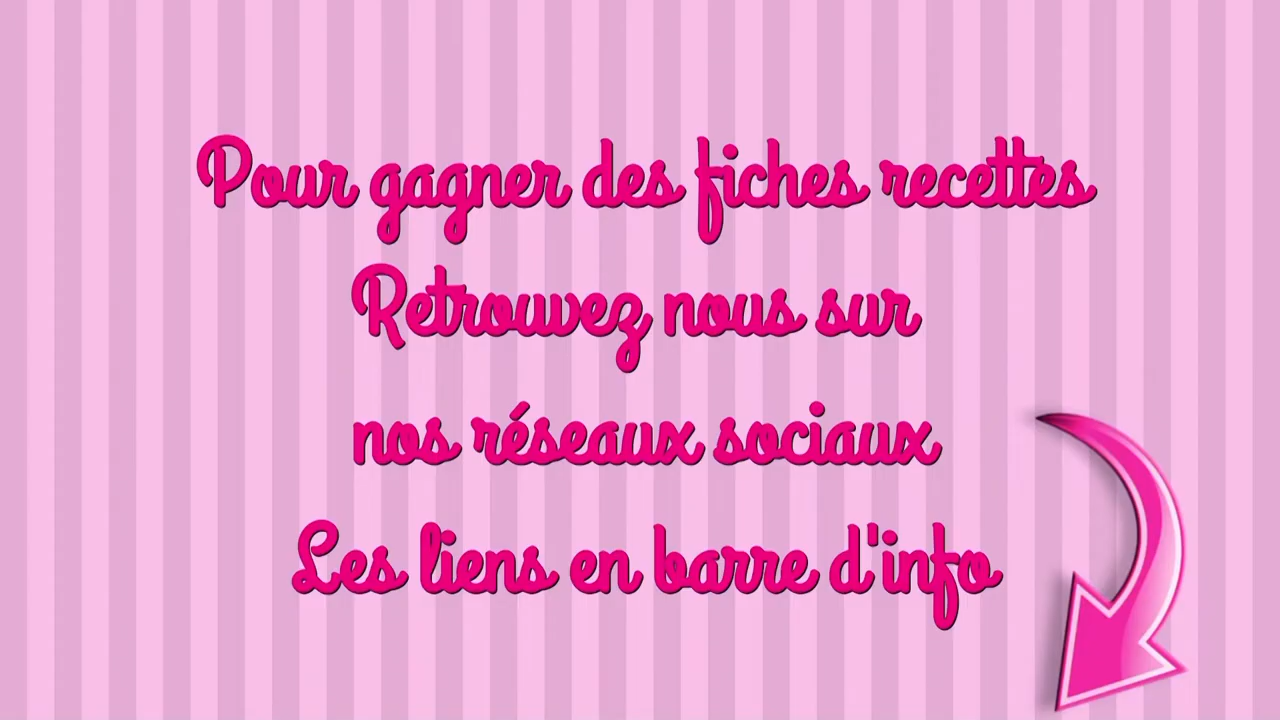 Pour gagner des fiches recettes
Retrouvez nous sur
nos réseaux sociaux
Les liens en barre d'info